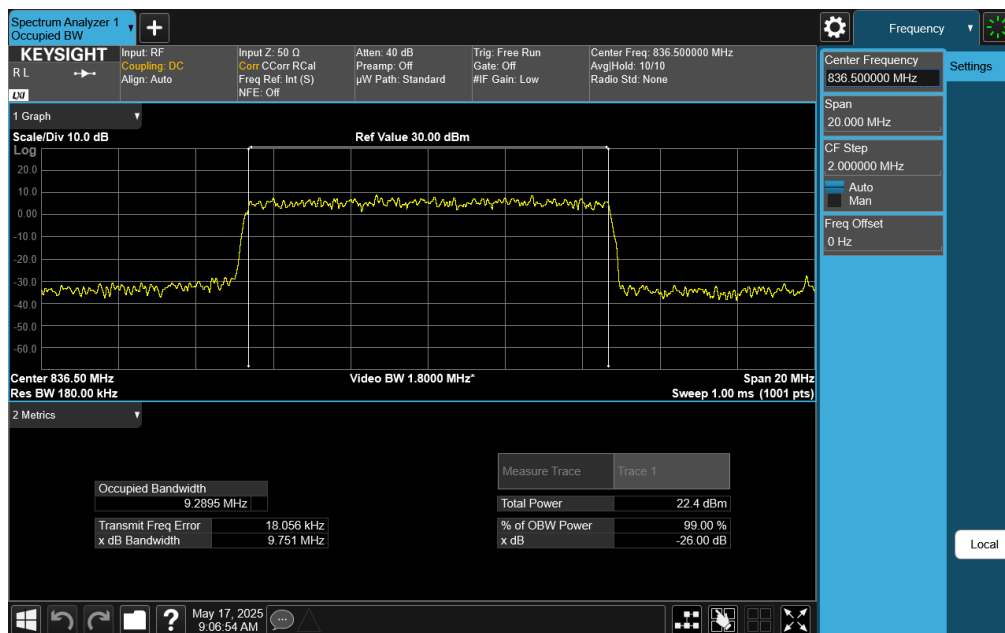 Spectrum Analyzer 1
Occupied BW
Frequency
KEYSIGHT
R L
LXI
Input: RF
Coupling: DC
Align: Auto
Input Z: 50 Ω
Corr CCorr RCal
Freq Ref: Int (S)
NFE: Off
Atten: 40 dB
Preamp: Off
µW Path: Standard
Trig: Free Run
Gate: Off
#IF Gain: Low
Center Freq: 836.500000 MHz
Avg|Hold: 10/10
Radio Std: None
Center Frequency
836.500000 MHz
Settings
Span
20.000 MHz
CF Step
2.000000 MHz
Auto
Man
Freq Offset
0 Hz
1 Graph
Scale/Div 10.0 dB
Ref Value 30.00 dBm
Log
20.0
10.0
0.00
-10.0
-20.0
-30.0
-40.0
-50.0
-60.0
Center 836.50 MHz
Video BW 1.8000 MHz*
Span 20 MHz
Res BW 180.00 kHz
Sweep 1.00 ms (1001 pts)
2 Metrics
Measure Trace
Trace 1
Occupied Bandwidth
9.2895 MHz
Total Power
22.4 dBm
Transmit Freq Error
18.056 kHz
% of OBW Power
99.00 %
x dB Bandwidth
9.751 MHz
x dB
-26.00 dB
Local
?
May 17, 2025
9:06:54 AM